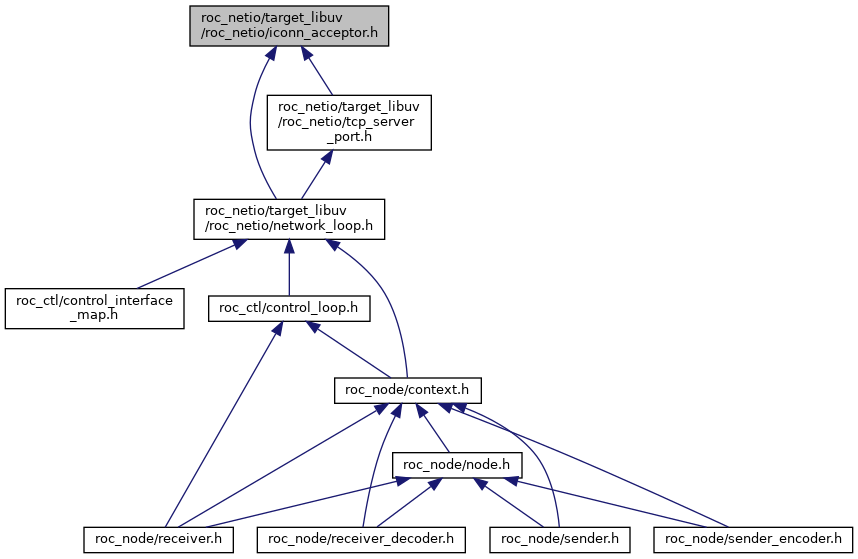 roc_netio/target_libuv
/roc_netio/iconn_acceptor.h
roc_netio/target_libuv
/roc_netio/tcp_server
_port.h
roc_netio/target_libuv
/roc_netio/network_loop.h
roc_ctl/control_interface
_map.h
roc_ctl/control_loop.h
roc_node/context.h
roc_node/node.h
roc_node/receiver.h
roc_node/receiver_decoder.h
roc_node/sender.h
roc_node/sender_encoder.h